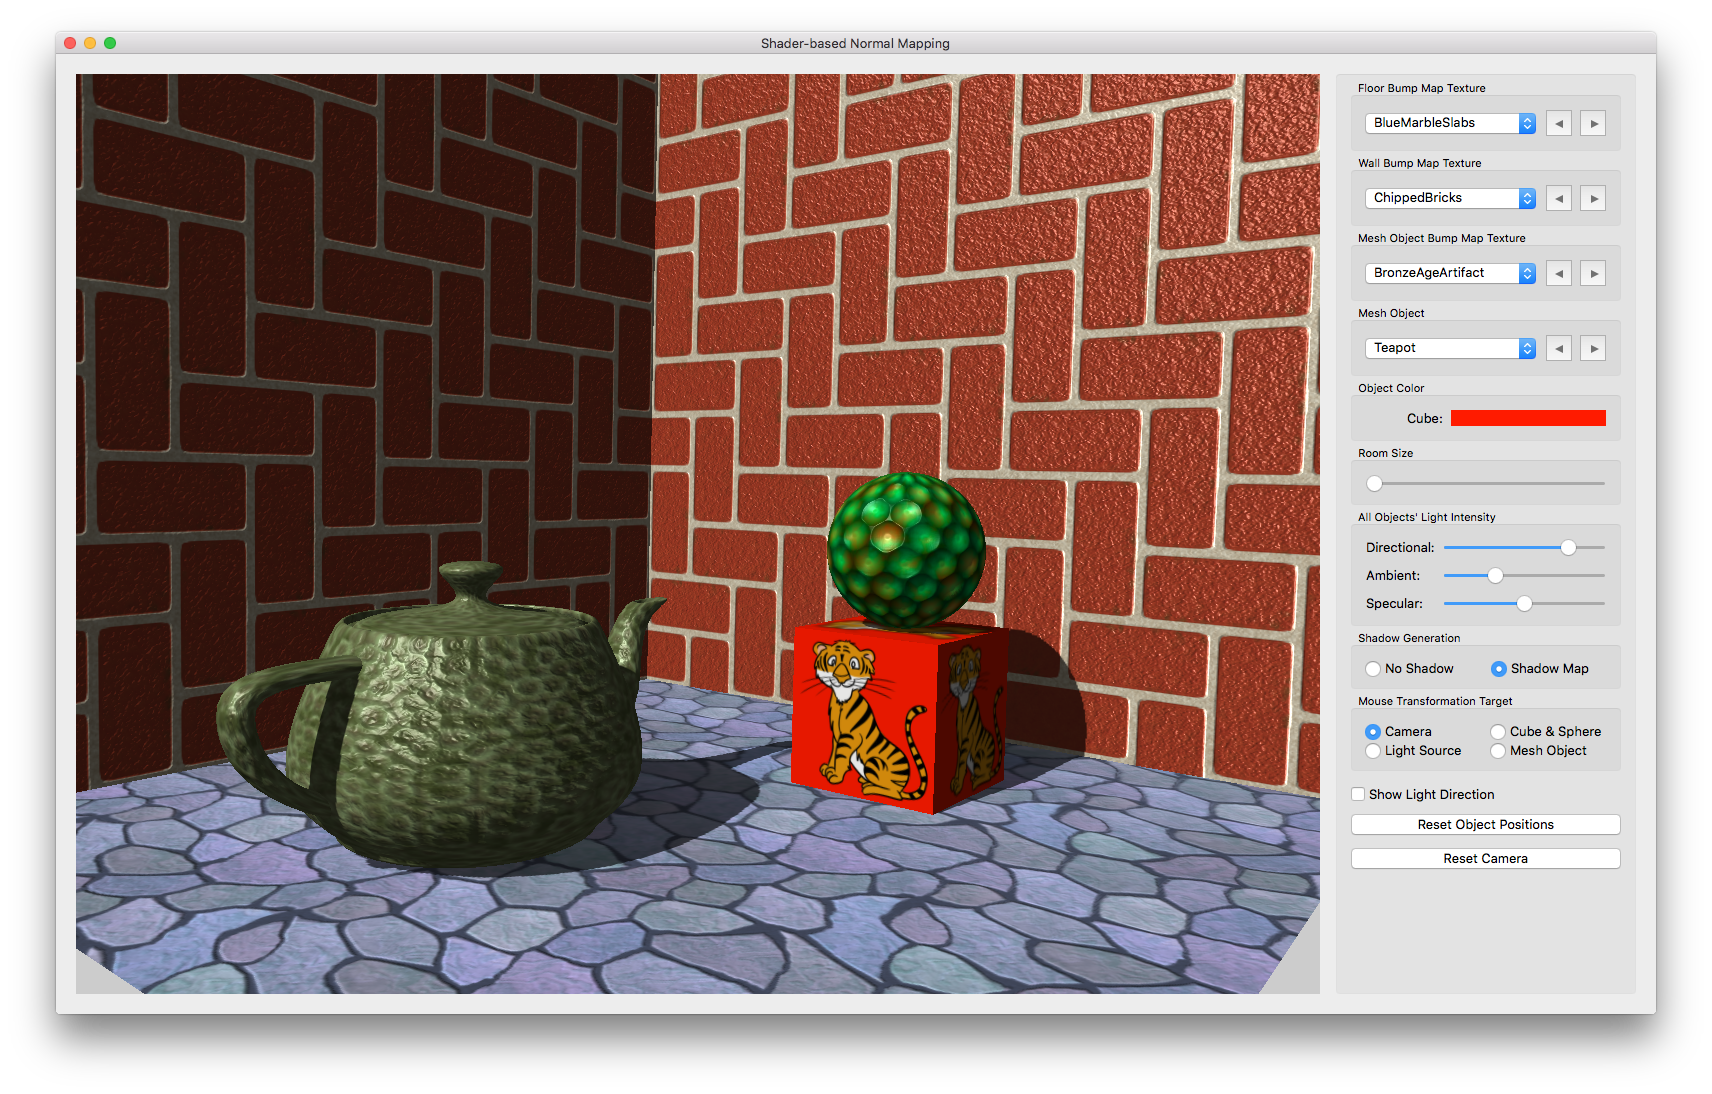 Shader-based Normal Mapping
Floor Bump Map Texture
BlueMarbleSlabs
Wall Bump Map Texture
ChippedBricks
Mesh Object Bump Map Texture
BronzeAgeArtifact
Mesh Object
Teapot
Object Color
Cube:
Room Size
All Objects' Light Intensity
Directional:
Ambient:
Specular:
Shadow Generation
No Shadow Shadow Map
Mouse Transformation Target
Camera Cube & Sphere
Light Source Mesh Object
Show Light Direction
Reset Object Positions
Reset Camera